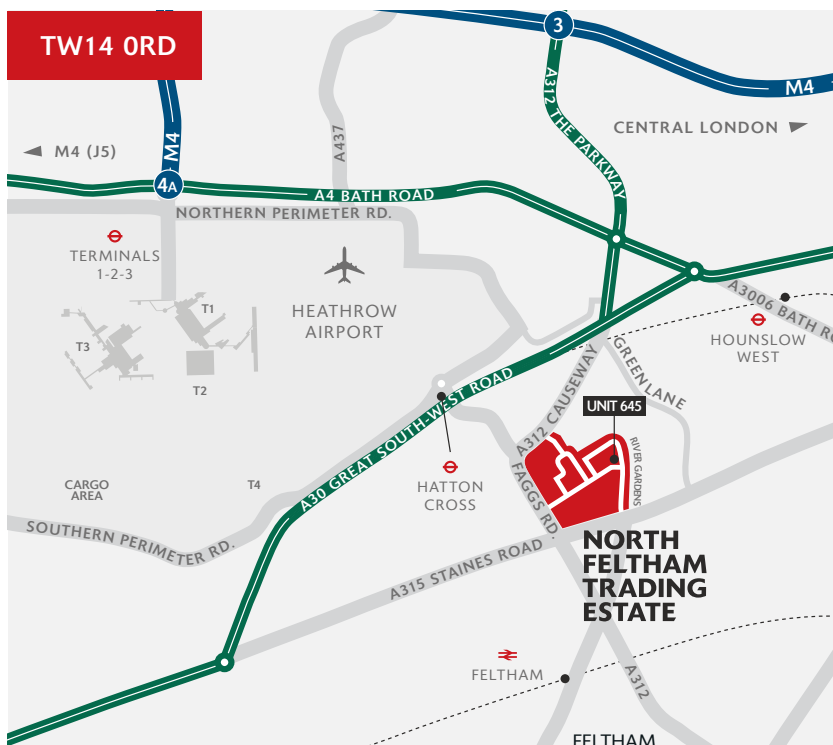 TW14 0RD
3
M4
A312 THE PARKWAY
CENTRAL LONDON
M4 (J5)
M4
A437
4A
A4 BATH ROAD
NORTHERN PERIMETER RD.
TERMINALS
1-2-3
HEATHROW
AIRPORT
T1
T3
T2
A3006 BATH RO
HOUNSLOW
WEST
A30 GREAT SOUTH-WEST ROAD
A312 CAUSEWAY
GREENLANE
UNIT 645
RIVER GARDENS
HATTON
CROSS
FAGGS RD.
CARGO
AREA
T4
SOUTHERN PERIMETER RD.
A315 STAINES ROAD
NORTH
FELTHAM
TRADING
ESTATE
FELTHAM
A312
FELTHAM